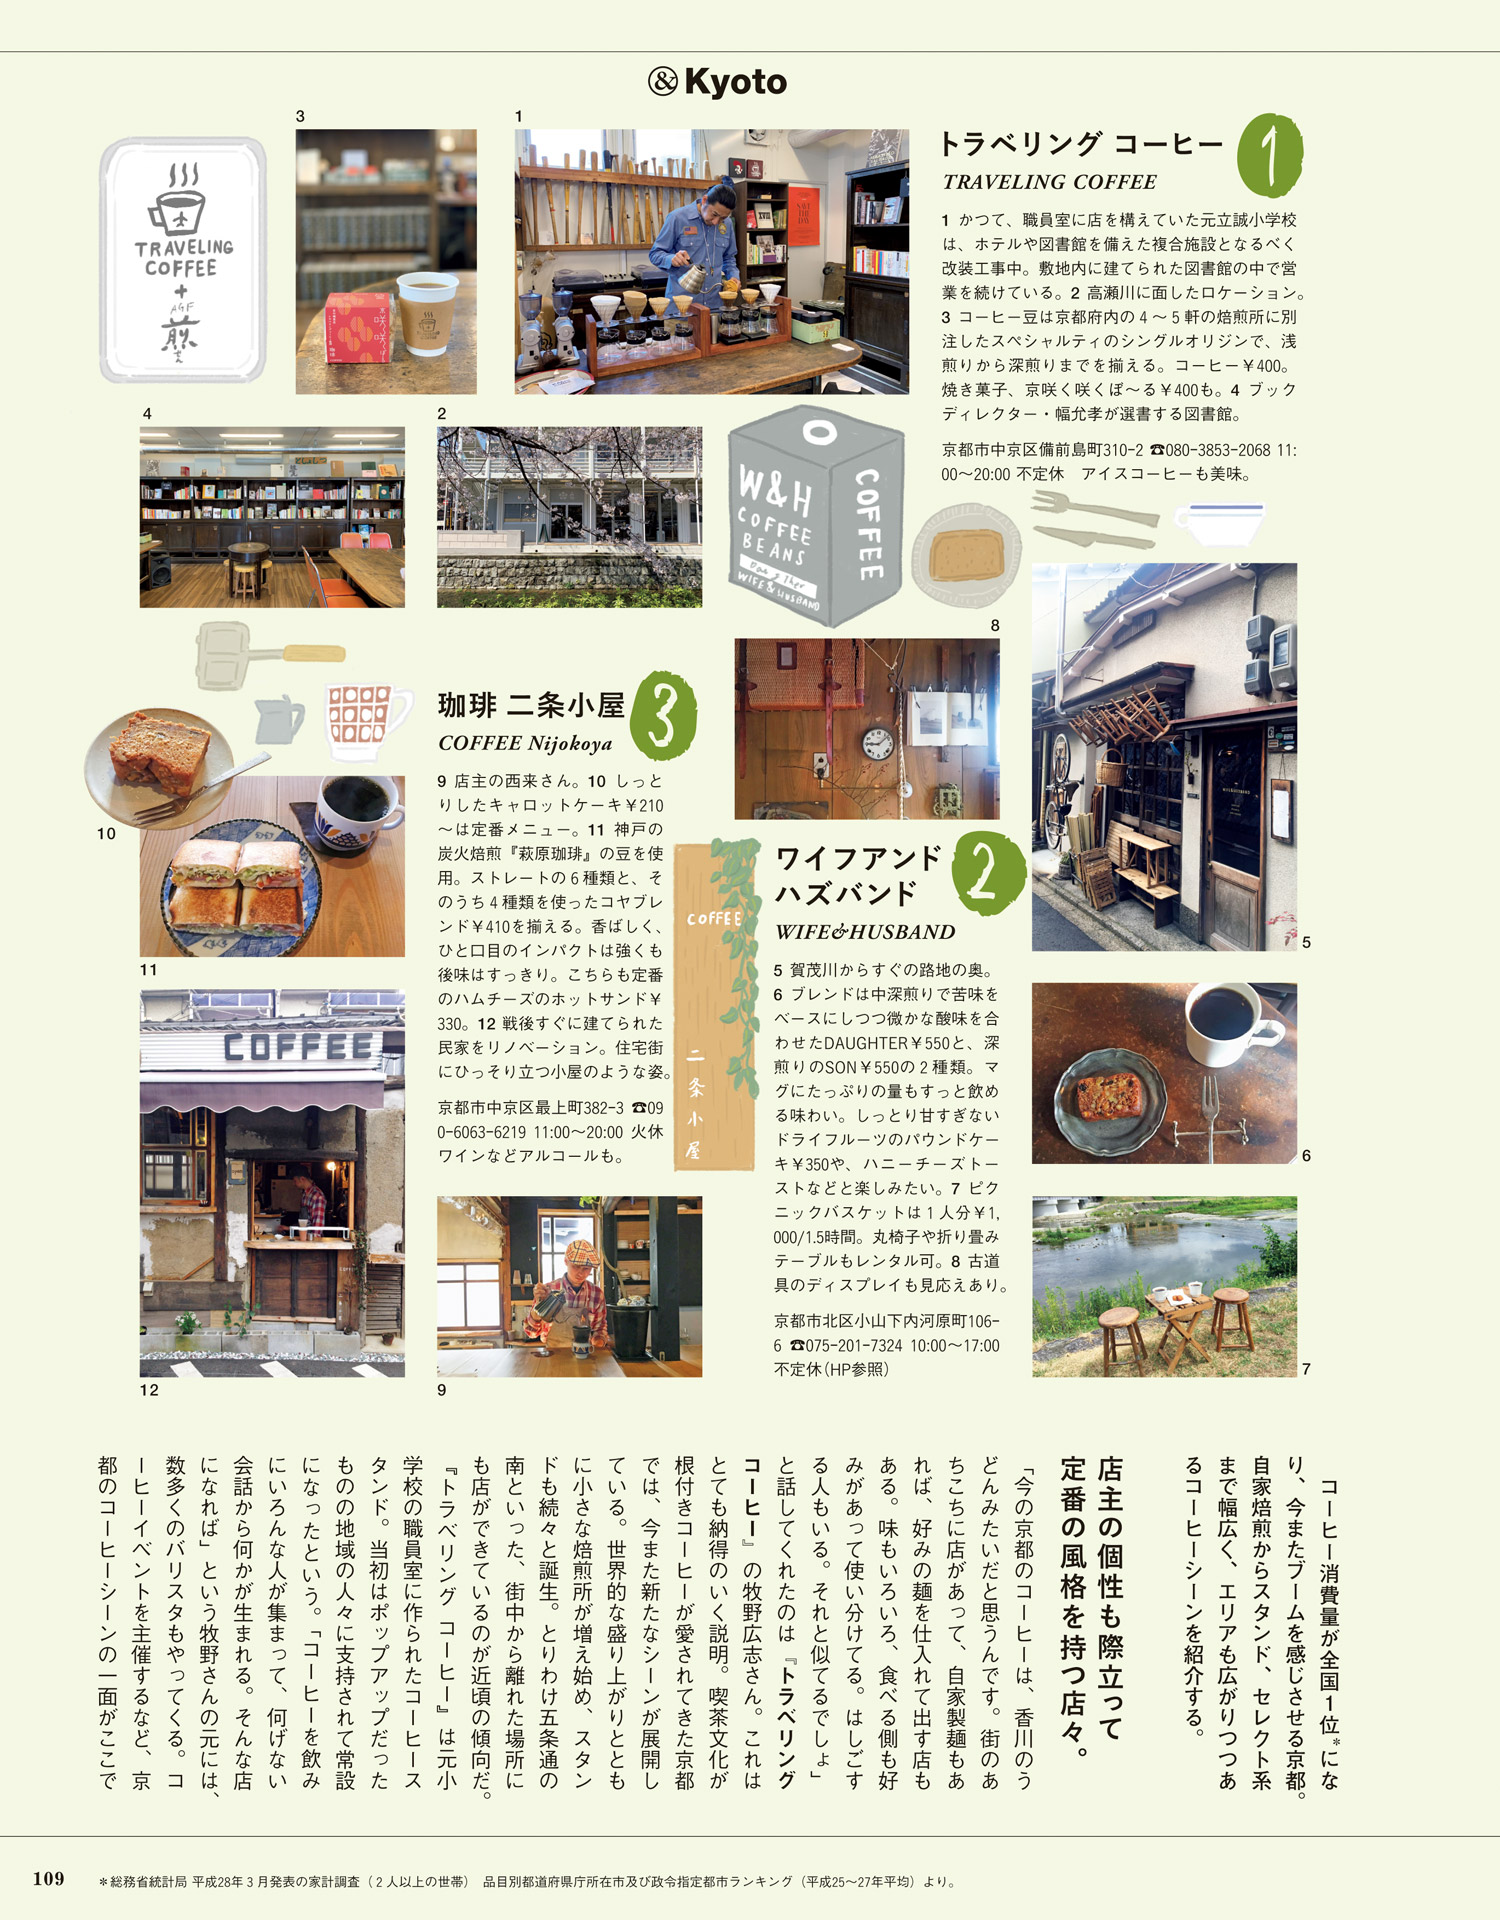 &Kyoto
トラベリング コーヒー
1
TRAVELING COFFEE
1 かつて、職員室に店を構えていた元立誠小学校
は、ホテルや図書館を備えた複合施設となるべく
改装工事中。敷地内に建てられた図書館の中で営
業を続けている。2 高瀬川に面したロケーション。
3 コーヒー豆は京都府内の4〜5軒の焙煎所に別
注したスペシャルティのシングルオリジンで、浅
煎りから深煎りまでを揃える。コーヒー¥400。
焼き菓子、京咲く咲くぼ〜る¥400も。4 ブック
ディレクター・幅允孝が選書する図書館。
京都市中京区備前島町310-2 ☎080-3853-2068 11:
00〜20:00 不定休　アイスコーヒーも美味。
3
1
TRAVELING
COFFEE
+
AGF
煎
4
2
W&H
COFFEE
BEANS
WIFE & HUSBAND
COFFEE
8
5
珈琲 二条小屋
3
COFFEE Nijokoya
9 店主の西来さん。10 しっと
りしたキャロットケーキ¥210
〜は定番メニュー。11 神戸の
炭火焙煎『萩原珈琲』の豆を使
用。ストレートの6種類と、そ
のうち4種類を使ったコヤブレ
ンド¥410を揃える。香ばしく、
ひと口目のインパクトは強くも
後味はすっきり。こちらも定番
のハムチーズのホットサンド¥
330。12 戦後すぐに建てられた
民家をリノベーション。住宅街
にひっそり立つ小屋のような姿。
京都市中京区最上町382-3 ☎09
0-6063-6219 11:00〜20:00 火休
ワインなどアルコールも。
10
11
COFFEE
12
9
COFFEE
二条小屋
ワイフアンド
ハズバンド
2
WIFE&HUSBAND
5 賀茂川からすぐの路地の奥。
6 ブレンドは中深煎りで苦味を
ベースにしつつ微かな酸味を合
わせたDAUGHTER¥550と、深
煎りのSON¥550の2種類。マ
グにたっぷりの量もすっと飲め
る味わい。しっとり甘すぎない
ドライフルーツのパウンドケー
キ¥350や、ハニーチーズトー
ストなどと楽しみたい。7 ピク
ニックバスケットは1人分¥1,
000/1.5時間。丸椅子や折り畳み
テーブルもレンタル可。8 古道
具のディスプレイも見応えあり。
京都市北区小山下内河原町106-
6 ☎075-201-7324 10:00〜17:00
不定休(HP参照)
6
7
コーヒー消費量が全国1位*にな
り、今またブームを感じさせる京都。
自家焙煎からスタンド、セレクト系
まで幅広く、エリアも広がりつつあ
るコーヒーシーンを紹介する。
店主の個性も際立って
定番の風格を持つ店々。
「今の京都のコーヒーは、香川のう
どんみたいだと思うんです。街のあ
ちこちに店があって、自家製麺もあ
れば、好みの麺を仕入れて出す店も
ある。味もいろいろ、食べる側も好
みがあって使い分けてる。はしごす
る人もいる。それと似てるでしょ」
と話してくれたのは『トラベリング
コーヒー』の牧野広志さん。これは
とても納得のいく説明。喫茶文化が
根付きコーヒーが愛されてきた京都
では、今また新たなシーンが展開し
ている。世界的な盛り上がりととも
に小さな焙煎所が増え始め、スタン
ドも続々と誕生。とりわけ五条通の
南といった、街中から離れた場所に
も店ができているのが近頃の傾向だ。
『トラベリング コーヒー』は元小
学校の職員室に作られたコーヒース
タンド。当初はポップアップだった
ものの地域の人々に支持されて常設
になったという。「コーヒーを飲み
にいろんな人が集まって、何げない
会話から何かが生まれる。そんな店
になれば」という牧野さんの元には、
数多くのバリスタもやってくる。コ
ーヒーイベントを主催するなど、京
都のコーヒーシーンの一面がここで
109
*総務省統計局 平成28年3月発表の家計調査（2人以上の世帯） 品目別都道府県庁所在市及び政令指定都市ランキング（平成25〜27年平均）より。